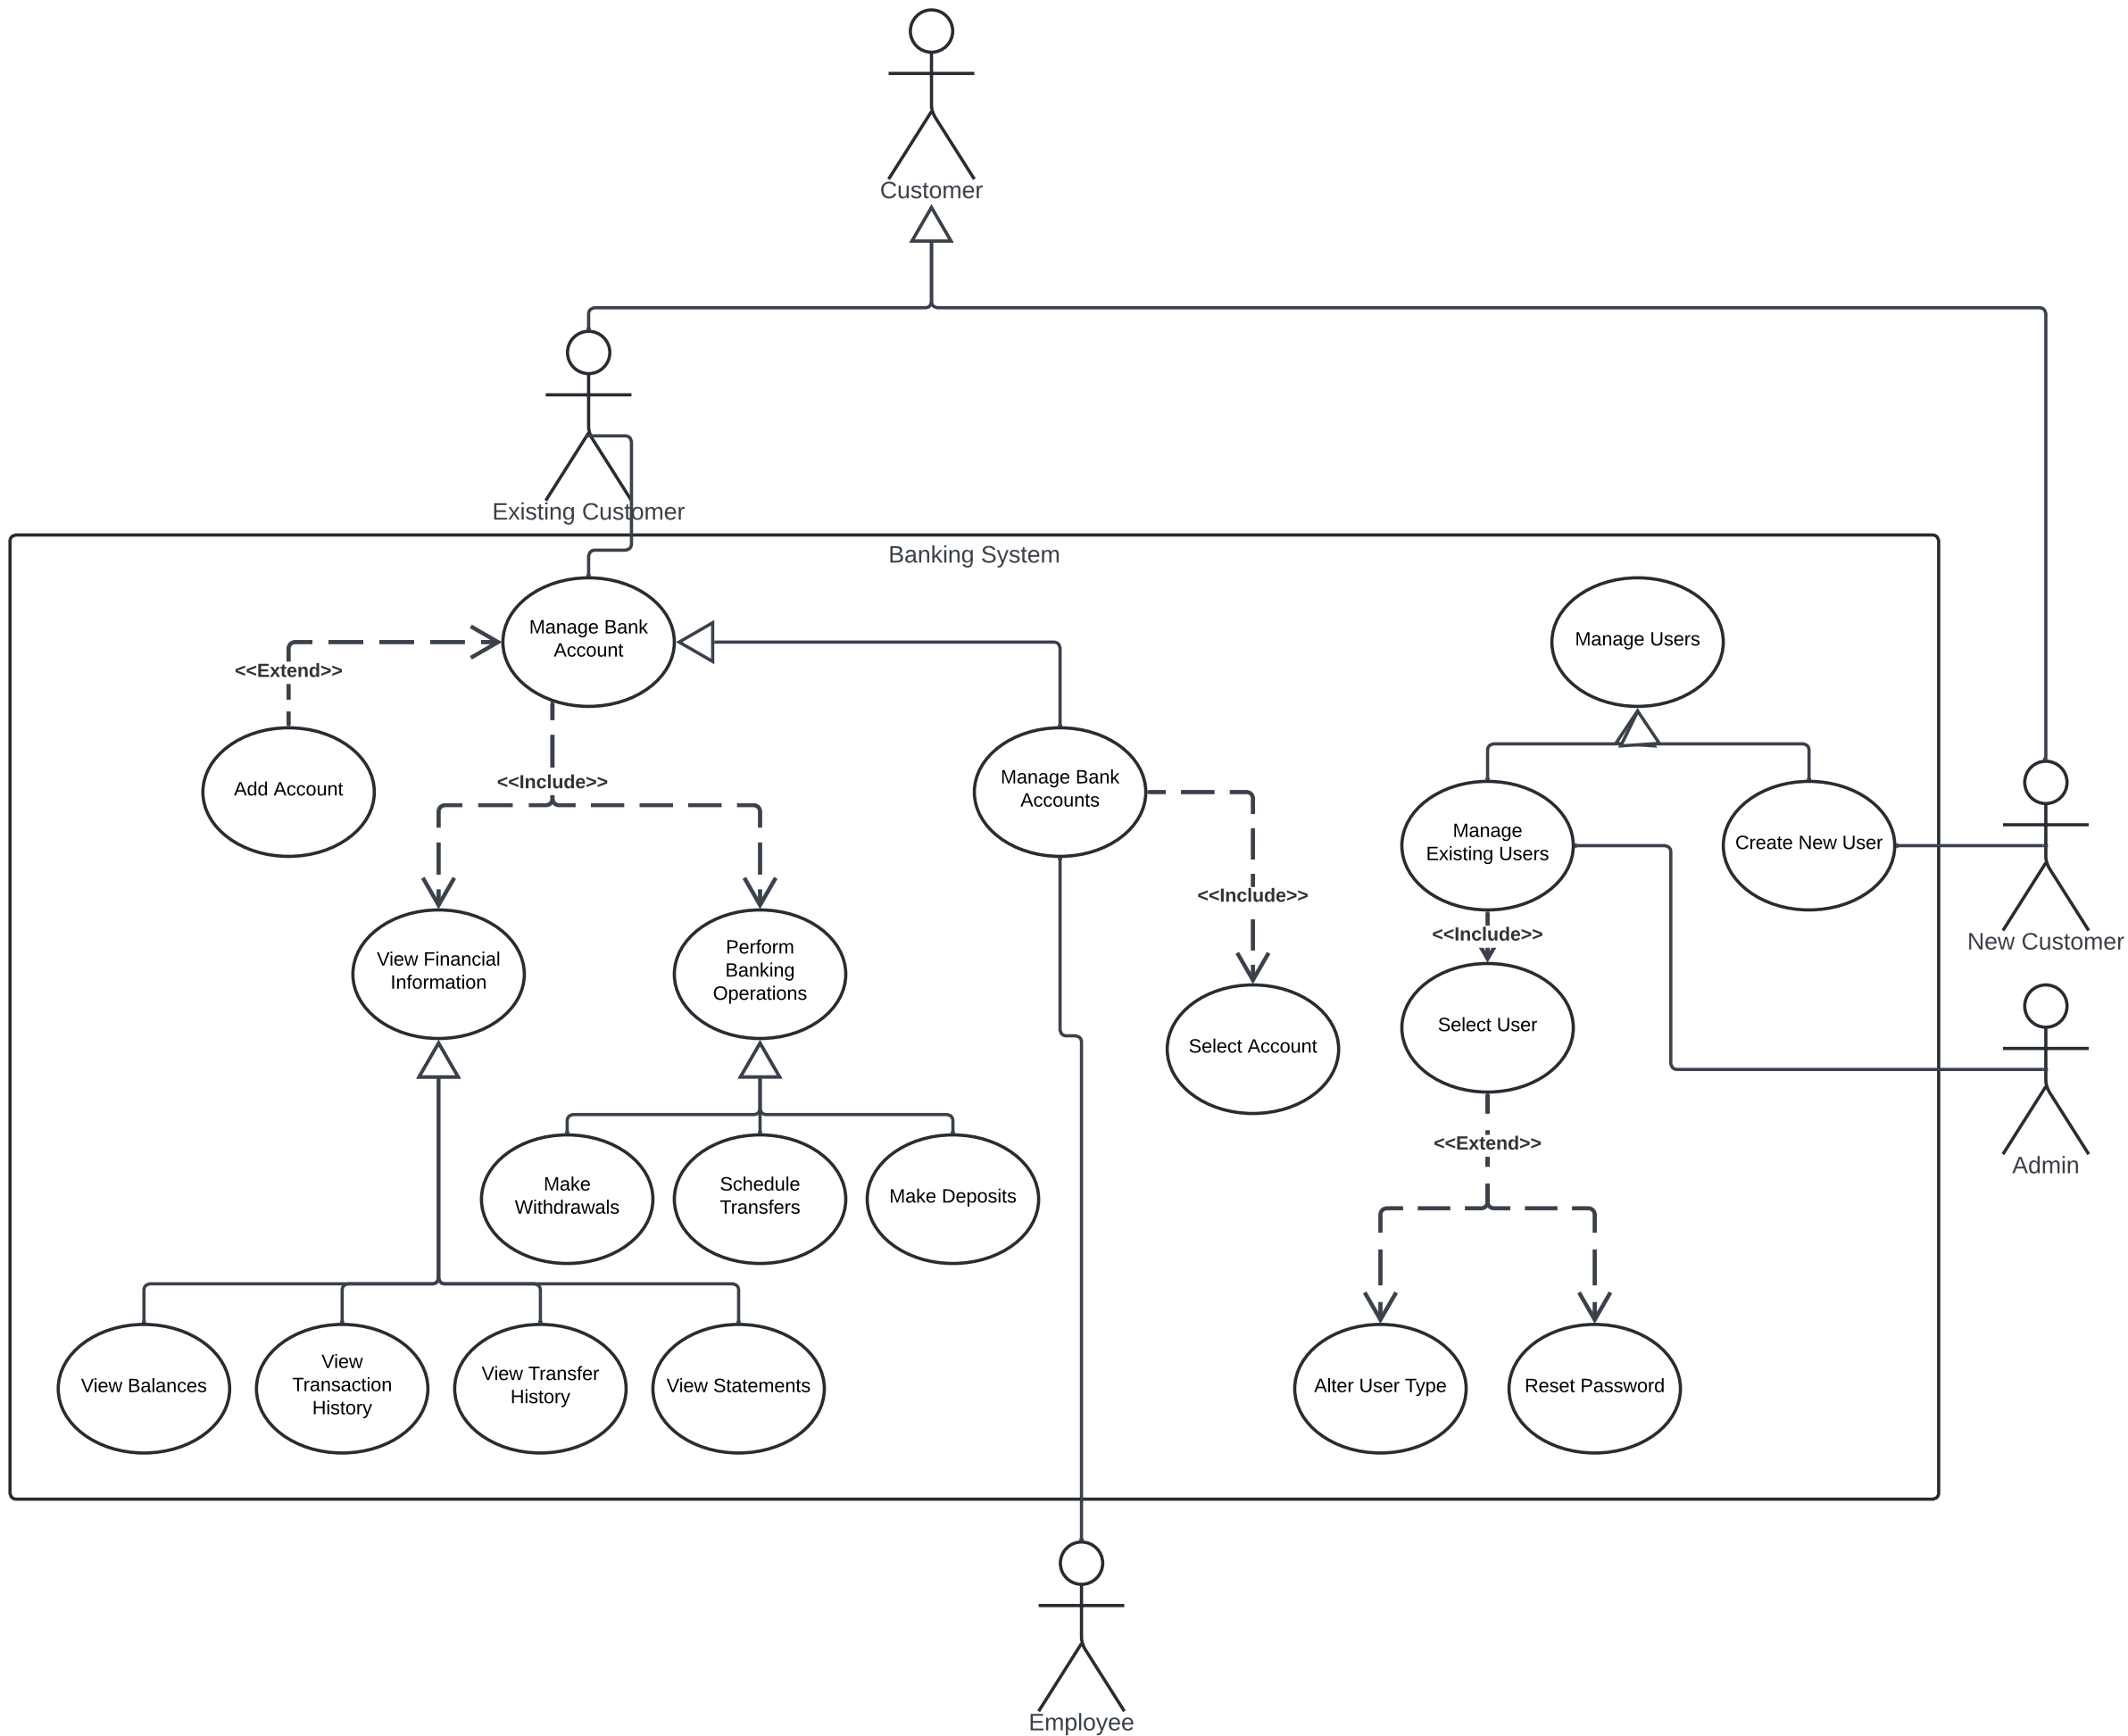 Customer
Existing Customer
Banking System
Manage Bank
Account
Manage Users
<<Extend>>
<<Include>>
Add Account
Manage Bank
Accounts
Manage
Existing Users
Create New User
<<Include>>
<<Include>>
New Customer
View Financial
Information
Perform
Banking
Operations
Select Account
Select User
<<Extend>>
Admin
Make
Withdrawals
Schedule
Transfers
Make Deposits
View Balances
View
Transaction
History
View Transfer
History
View Statements
Alter User Type
Reset Password
Employee